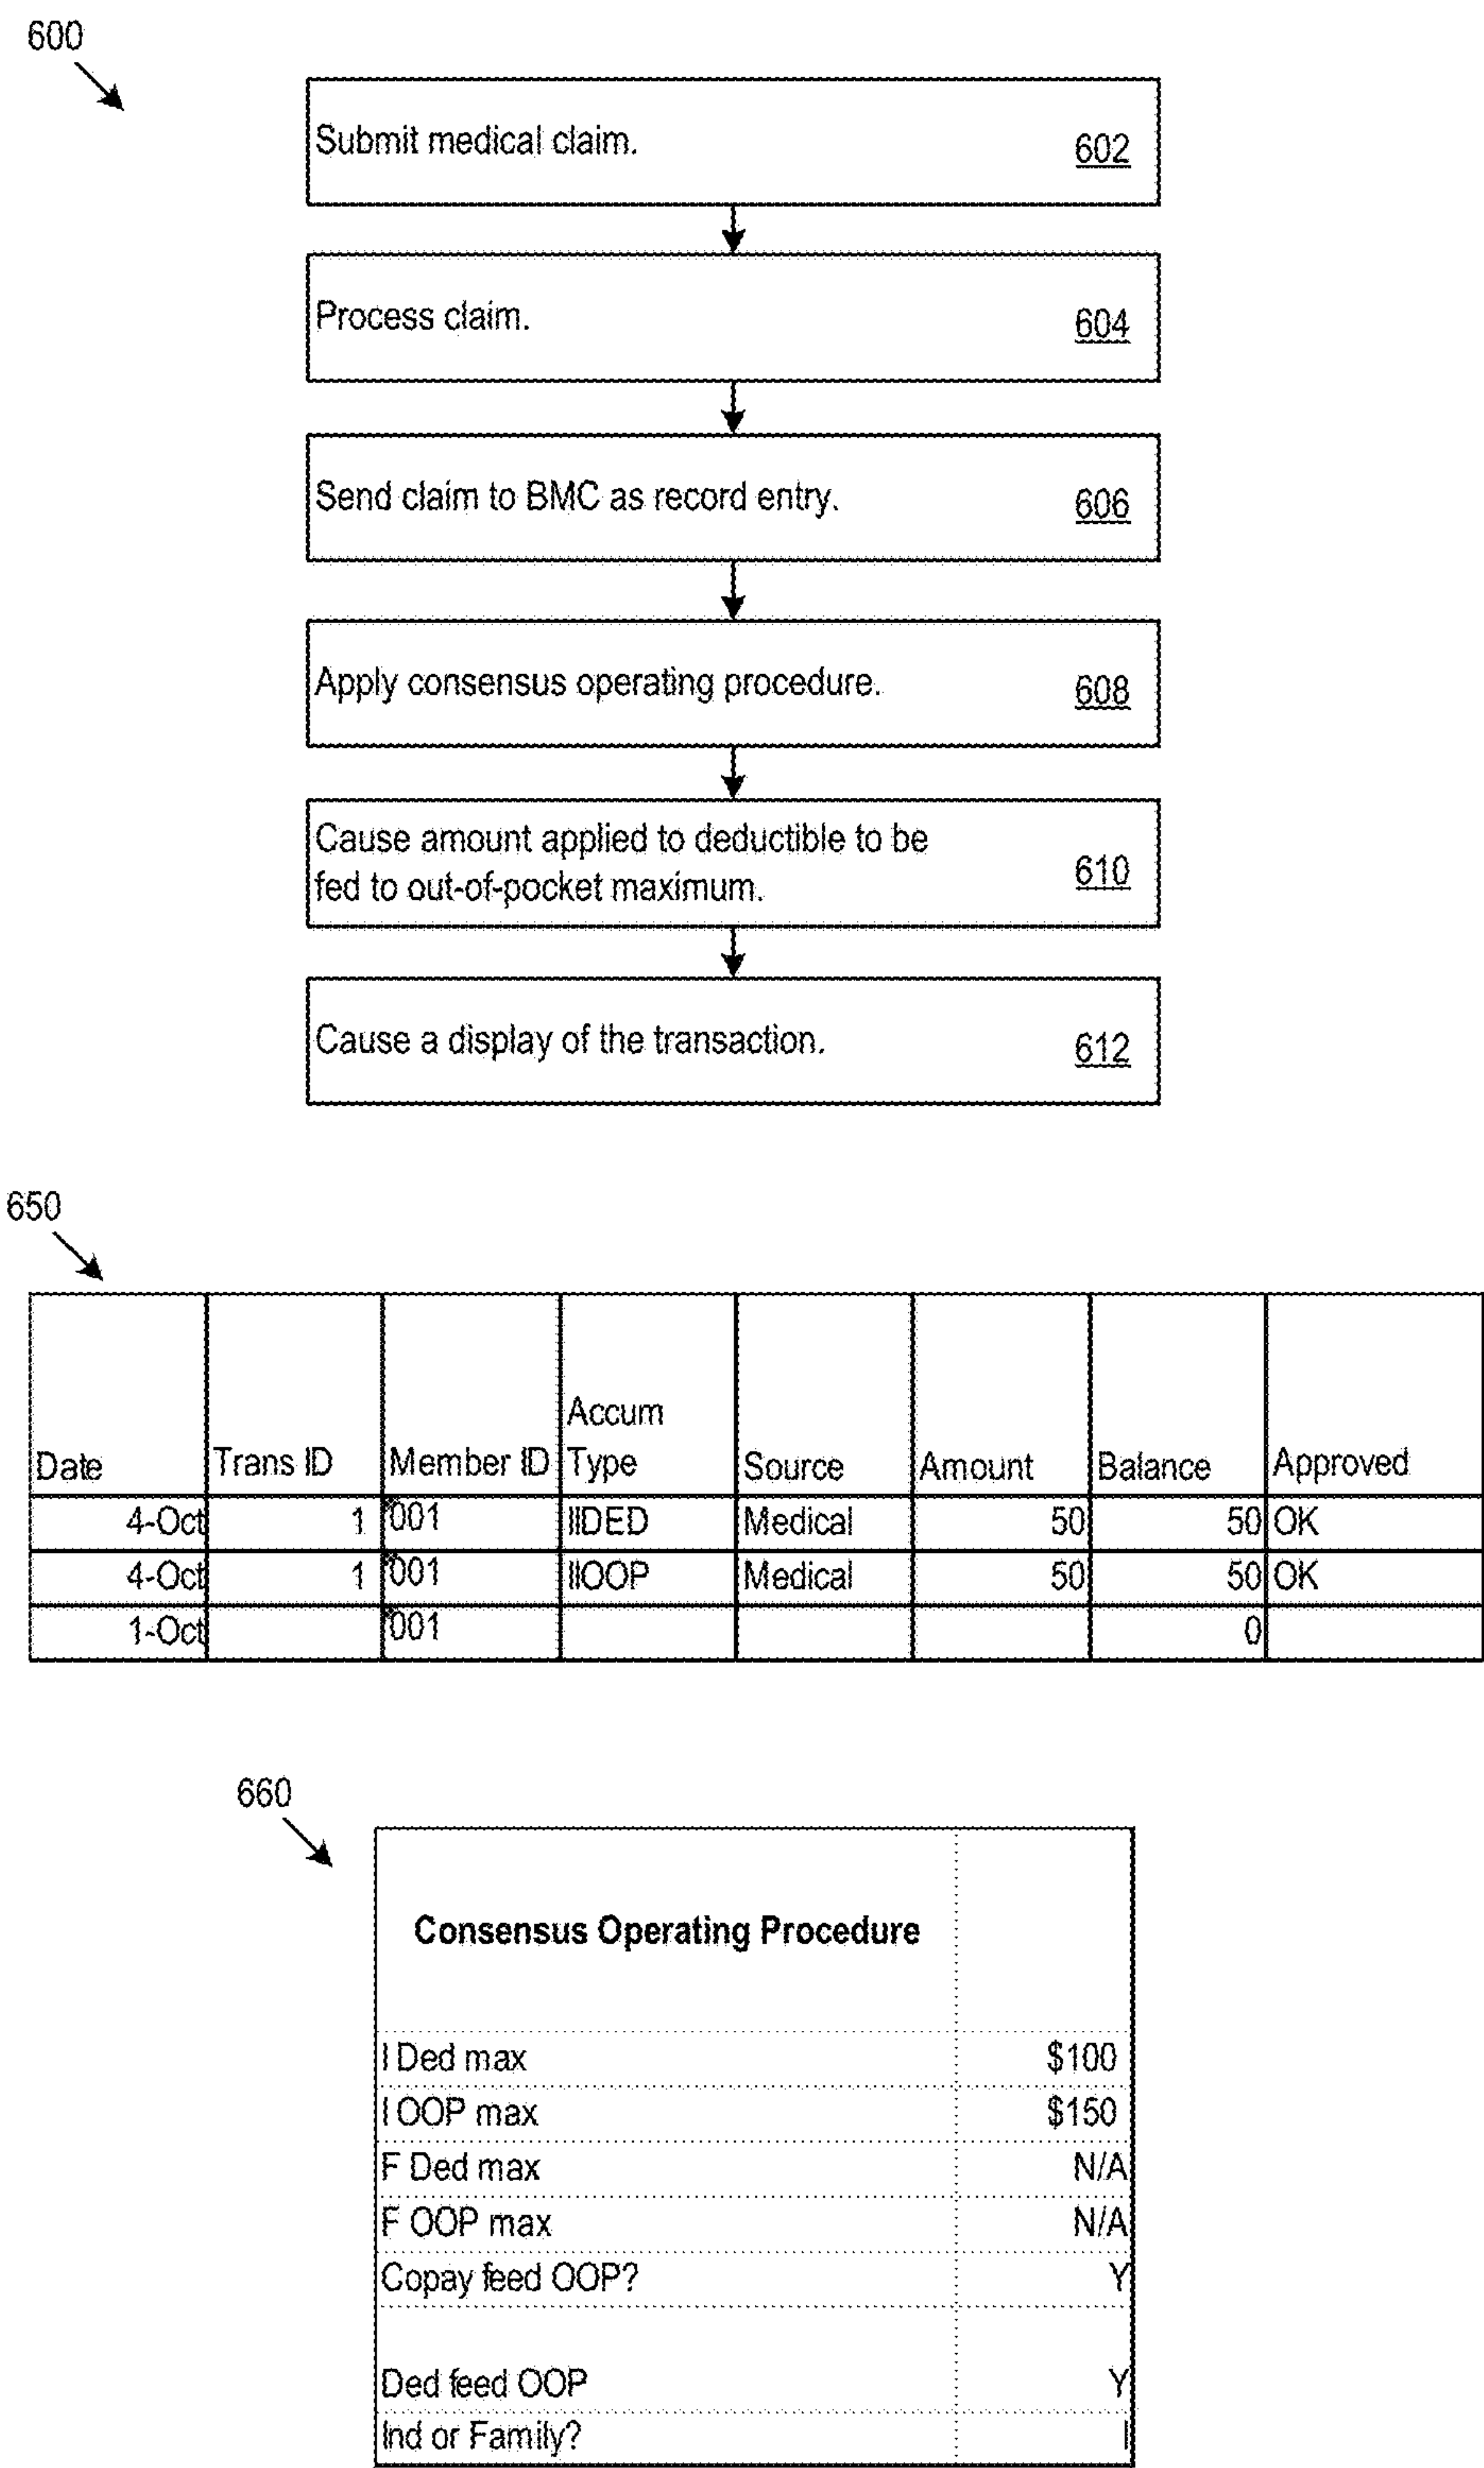 600
Submit medical claim. 602
Process claim. 604
Send claim to BMC as record entry. 606
Apply consensus operating procedure. 608
Cause amount applied to deductible to be
fed to out-of-pocket maximum. 610
Cause a display of the transaction. 612
650
Date Trans ID Member ID Accum Type Source Amount Balance Approved
4-Oct 1 001 IIDED Medical 50 50 OK
4-Oct 1 001 IIOOP Medical 50 50 OK
1-Oct 001 0
660
Consensus Operating Procedure
I Ded max $100
I OOP max $150
F Ded max N/A
F OOP max N/A
Copay feed OOP? Y
Ded feed OOP Y
Ind or Family? I